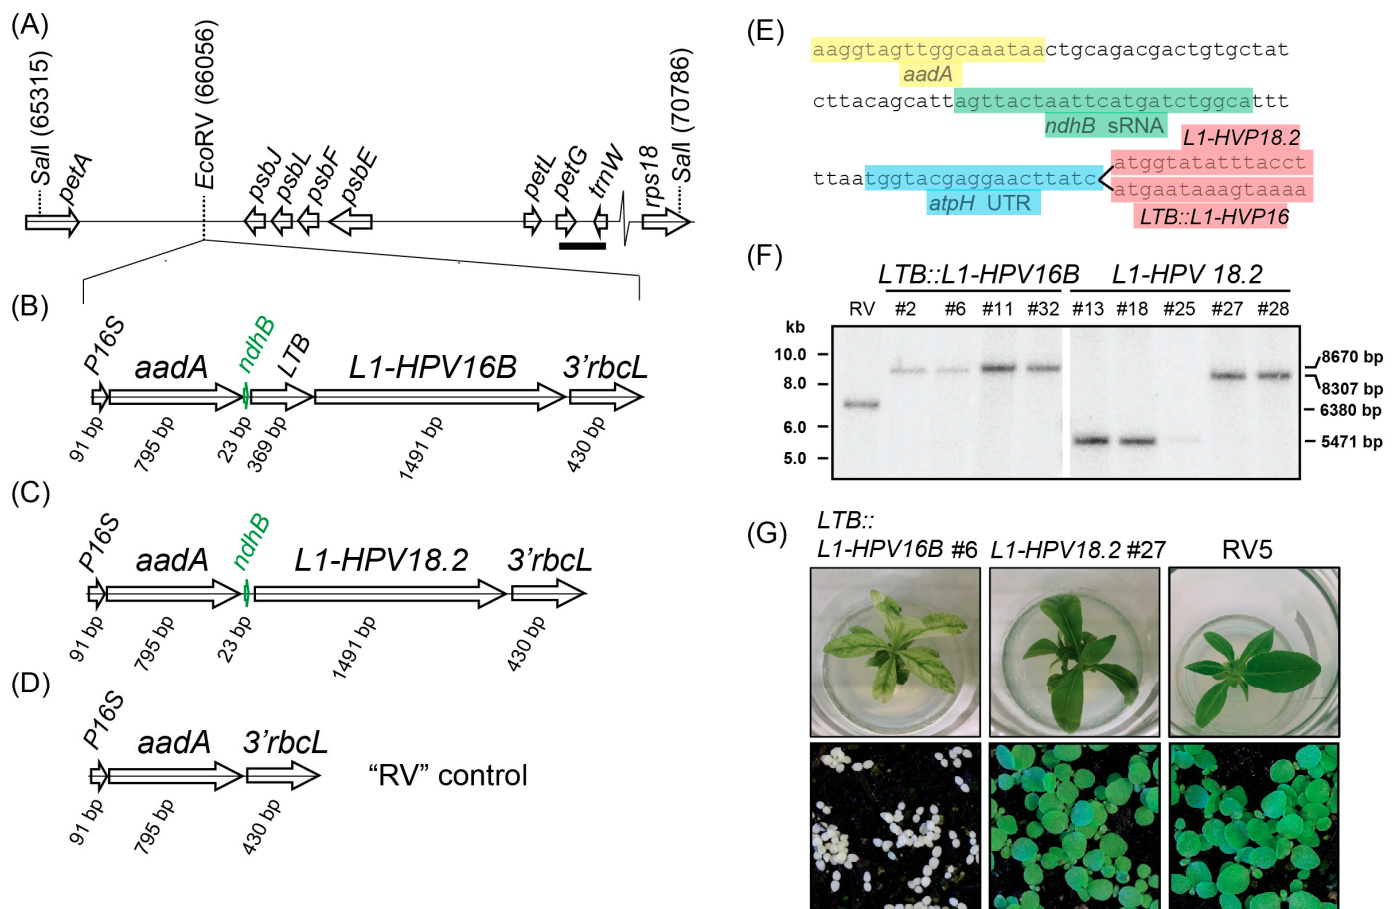 (A)
SalI (65315)
petA
EcoRV (66056)
psbJ
psbL
psbF
psbE
petL
petG
trnW
rps18
SalI (70786)
(B)
P16S
aadA
ndhB
LTB
L1-HPV16B
3'rbcL
91 bp
795 bp
23 bp
369 bp
1491 bp
430 bp
(C)
P16S
aadA
ndhB
L1-HPV18.2
3'rbcL
91 bp
795 bp
23 bp
1491 bp
430 bp
(D)
P16S
aadA
3'rbcL
“RV” control
91 bp
795 bp
430 bp
(E)
aaggtagttggcaaataactgcagacgactgtgctat
aadA
cttacagcattagttactaattcatgatctggcattt
ndhB sRNA
L1-HVP18.2
atggtatatttacct
ttaatggtacgaggaacttatc
atgaataaagtaaaa
atpH UTR
LTB::L1-HVP16
(F)
LTB::L1-HPV16B
L1-HPV 18.2
RV #2 #6 #11 #32 #13 #18 #25 #27 #28
kb
10.0
8.0
6.0
5.0
8670 bp
8307 bp
6380 bp
5471 bp
(G)
LTB::
L1-HPV16B #6
L1-HPV18.2 #27
RV5